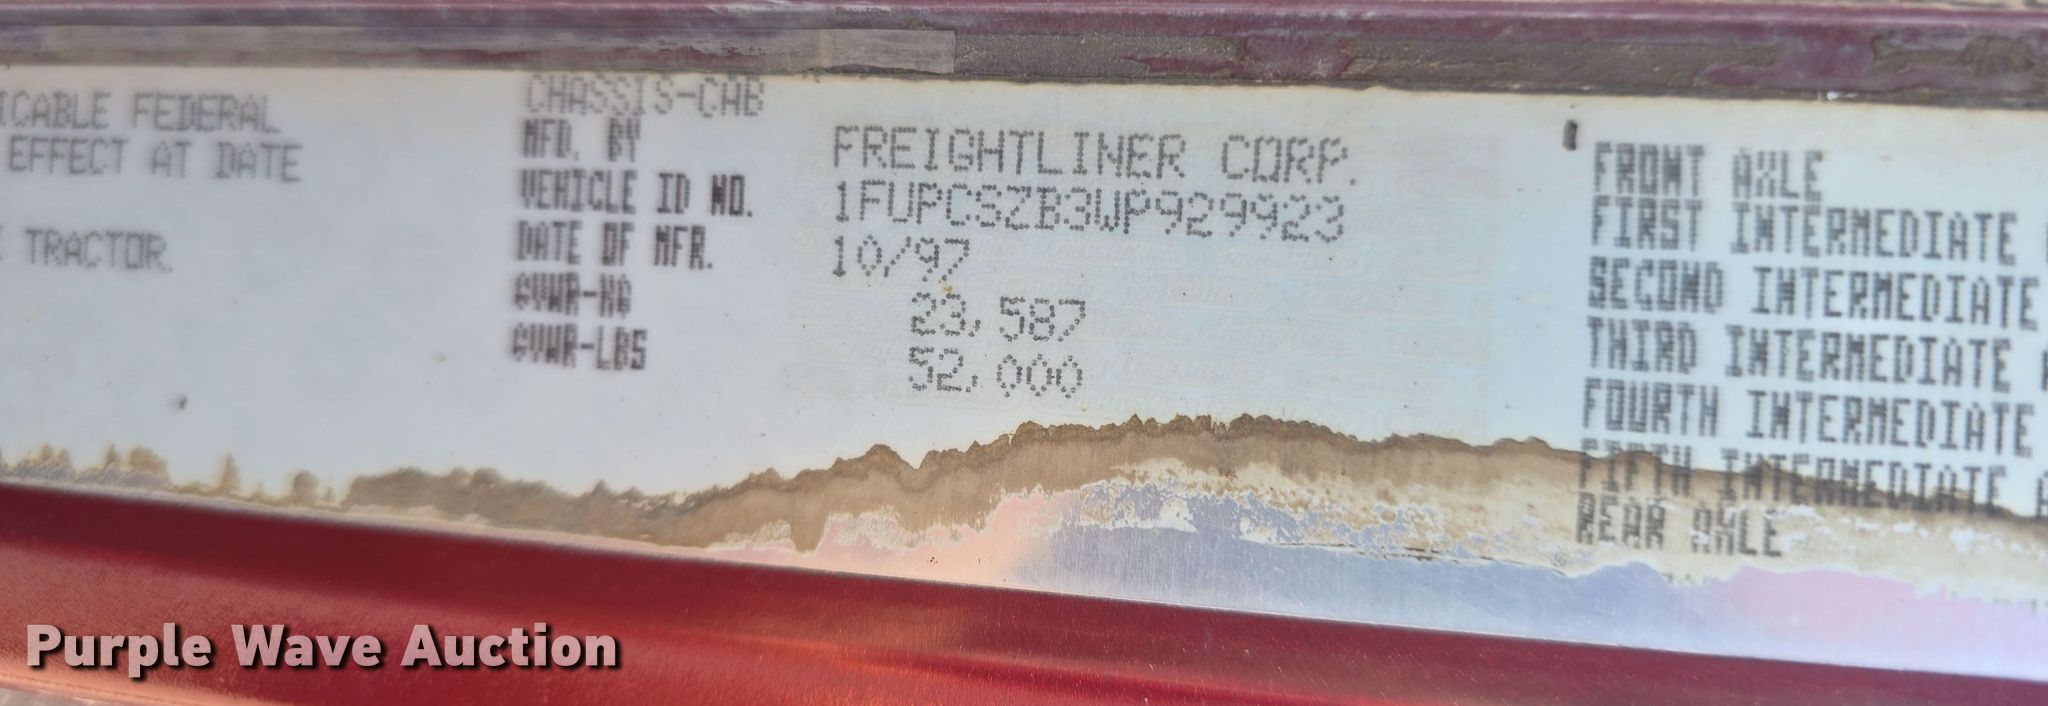 ICABLE FEDERAL
EFFECT AT DATE
TRACTOR.
CHASSIS-CAB
MFD. BY FREIGHTLINER CORP.
VEHICLE ID NO. 1FUPCSZB3WP929923
DATE OF MFR. 10/97
GVWR-KG 23,587
GVWR-LBS 52,000
FRONT AXLE
FIRST INTERMEDIATE
SECOND INTERMEDIATE
THIRD INTERMEDIATE
FOURTH INTERMEDIATE
FIFTH INTERMEDIATE
REAR AXLE
Purple Wave Auction